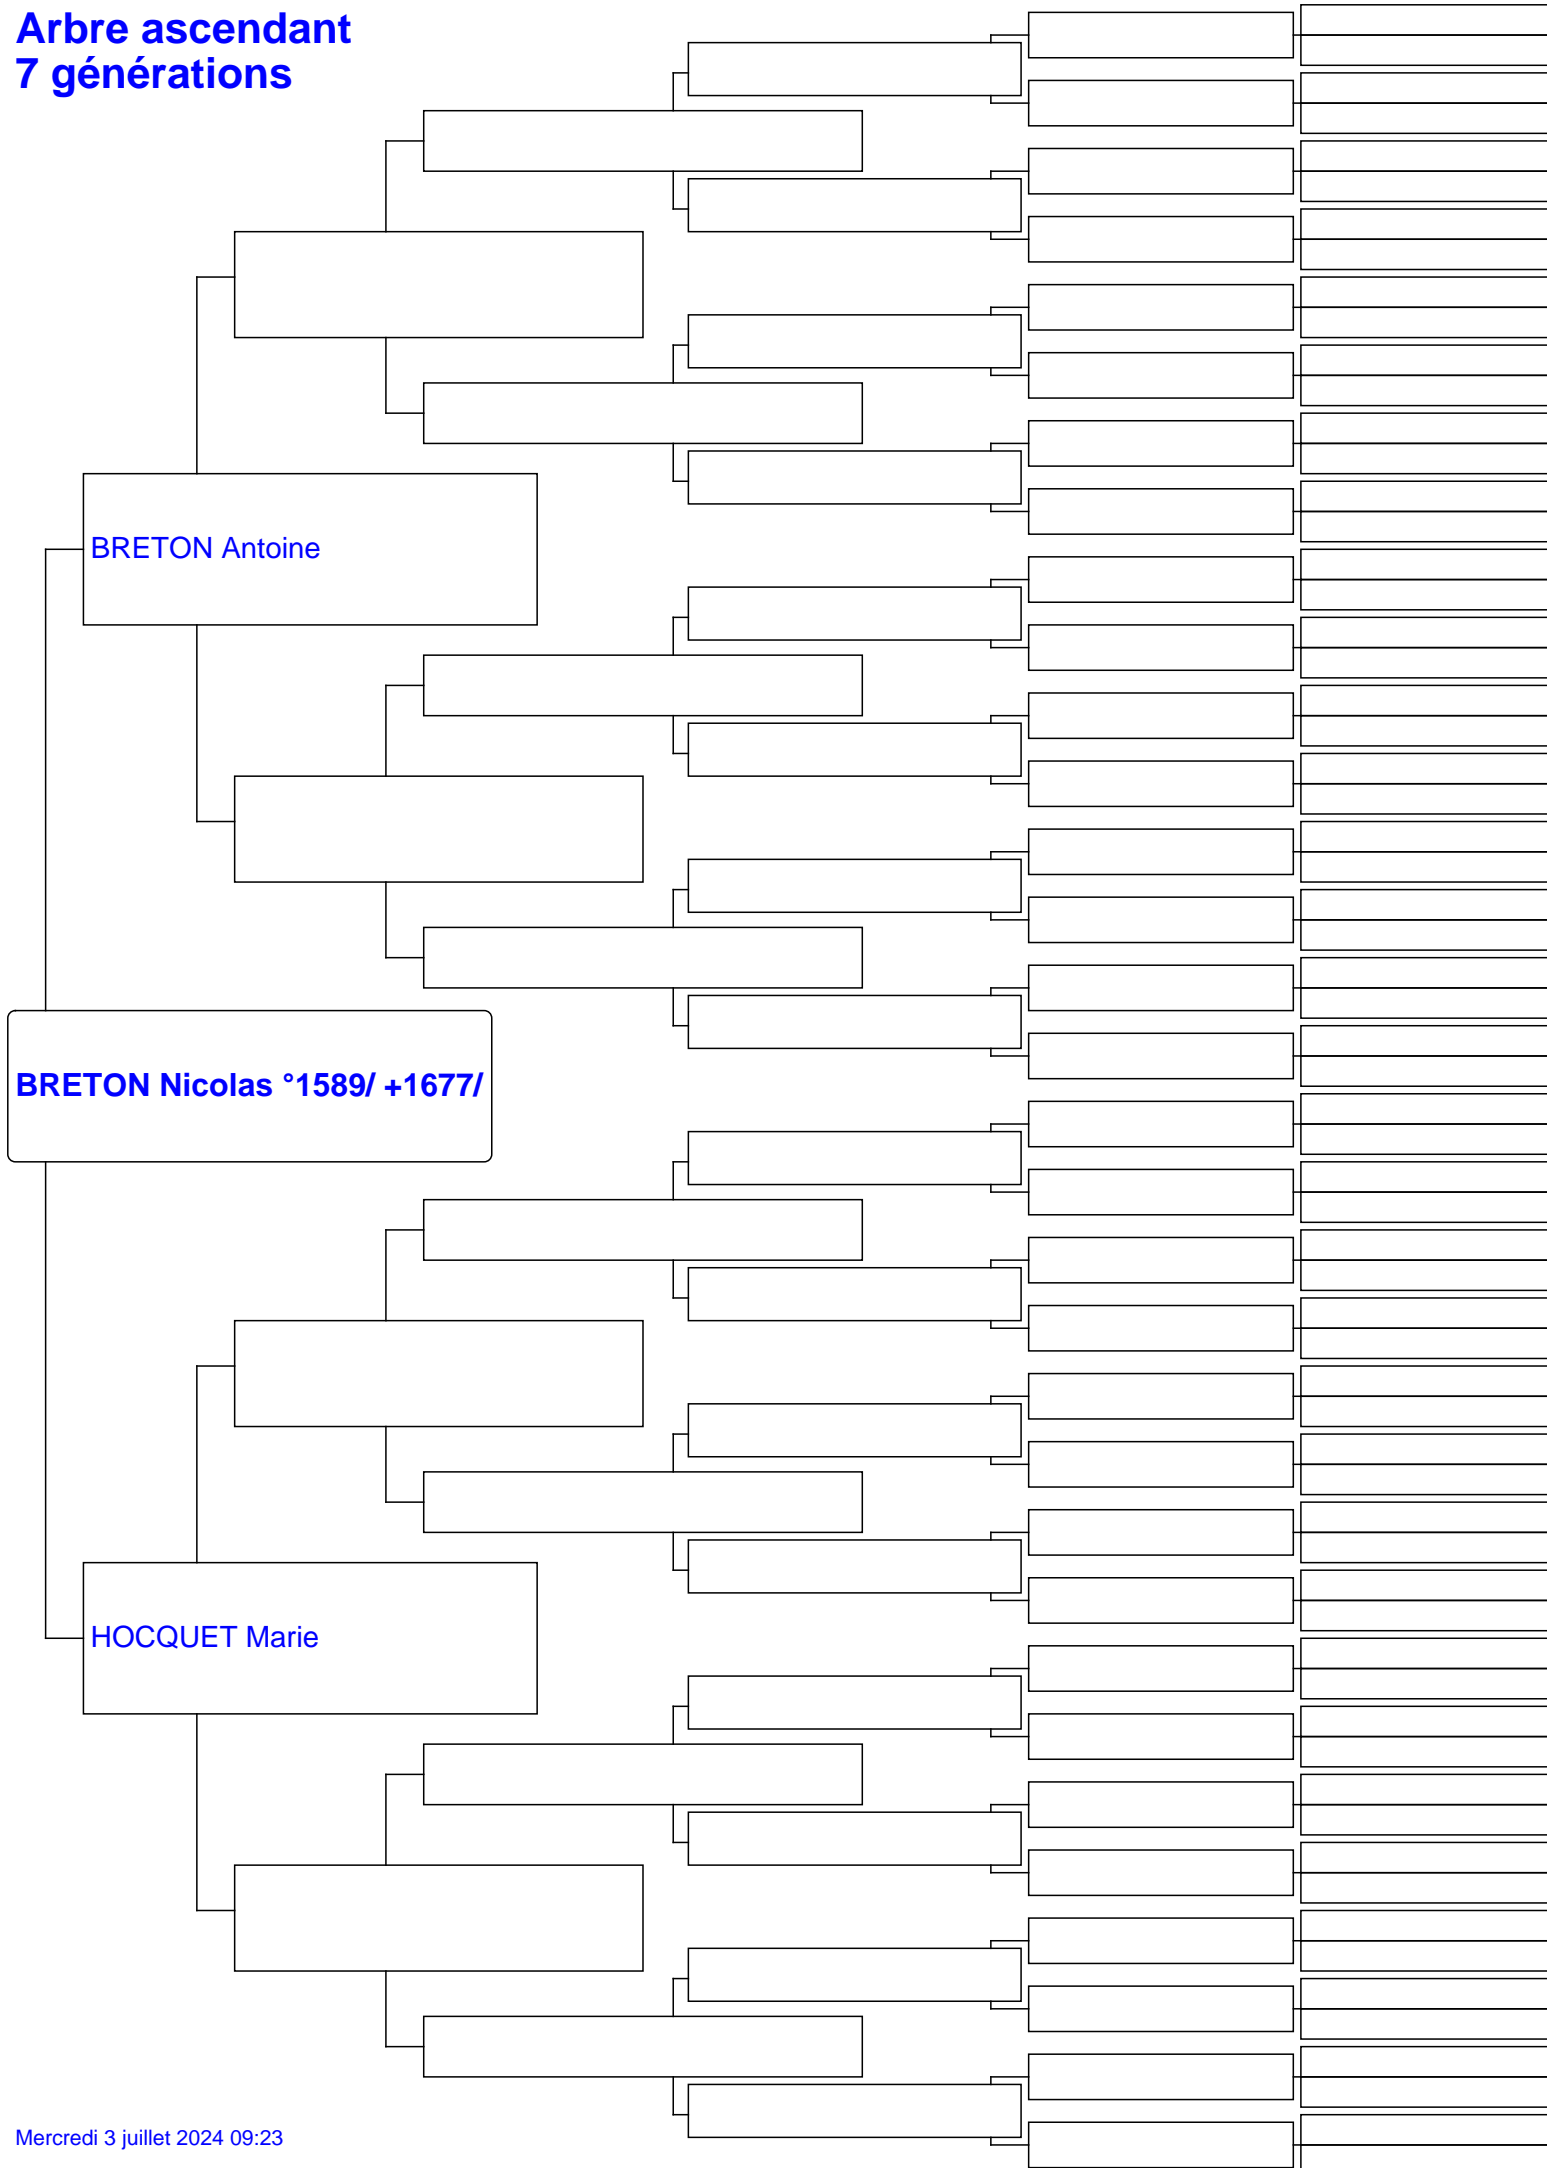 Arbre ascendant
7 générations
BRETON Antoine
BRETON Nicolas °1589/ +1677/
HOCQUET Marie
Mercredi 3 juillet 2024 09:23